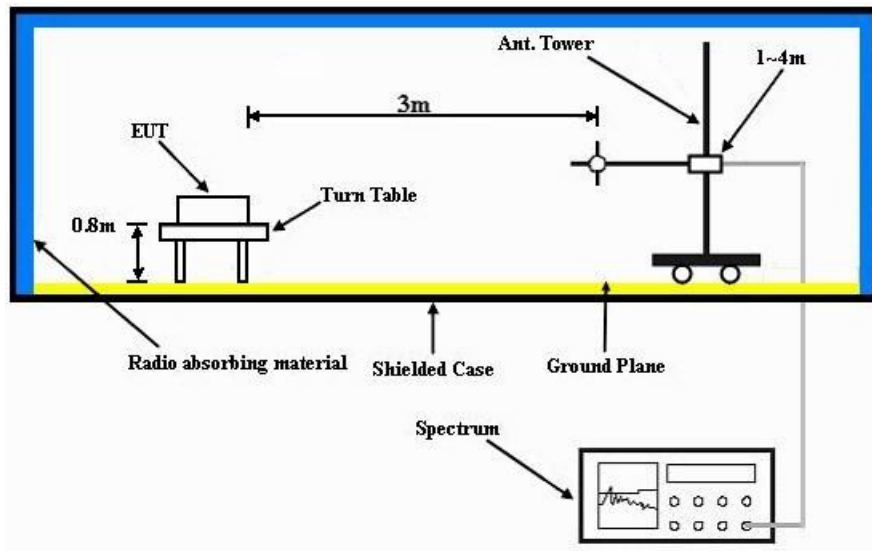 Ant. Tower
1~4m
3m
EUT
Turn Table
0.8m
Radio absorbing material
Shielded Case
Ground Plane
Spectrum